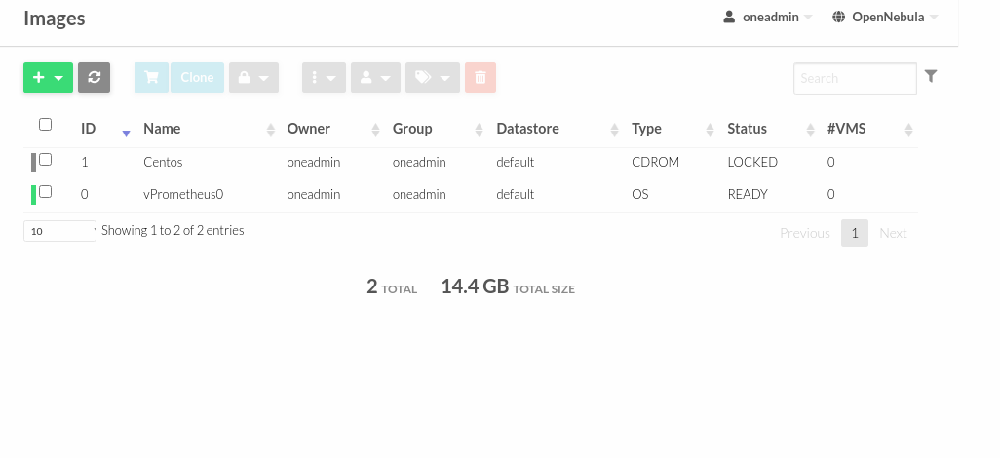 Images
oneadmin OpenNebula
Clone Search
ID Name Owner Group Datastore Type Status #VMS
1 Centos oneadmin oneadmin default CDROM LOCKED 0
0 vPrometheus0 oneadmin oneadmin default OS READY 0
10 Showing 1 to 2 of 2 entries Previous 1 Next
2 TOTAL 14.4 GB TOTAL SIZE